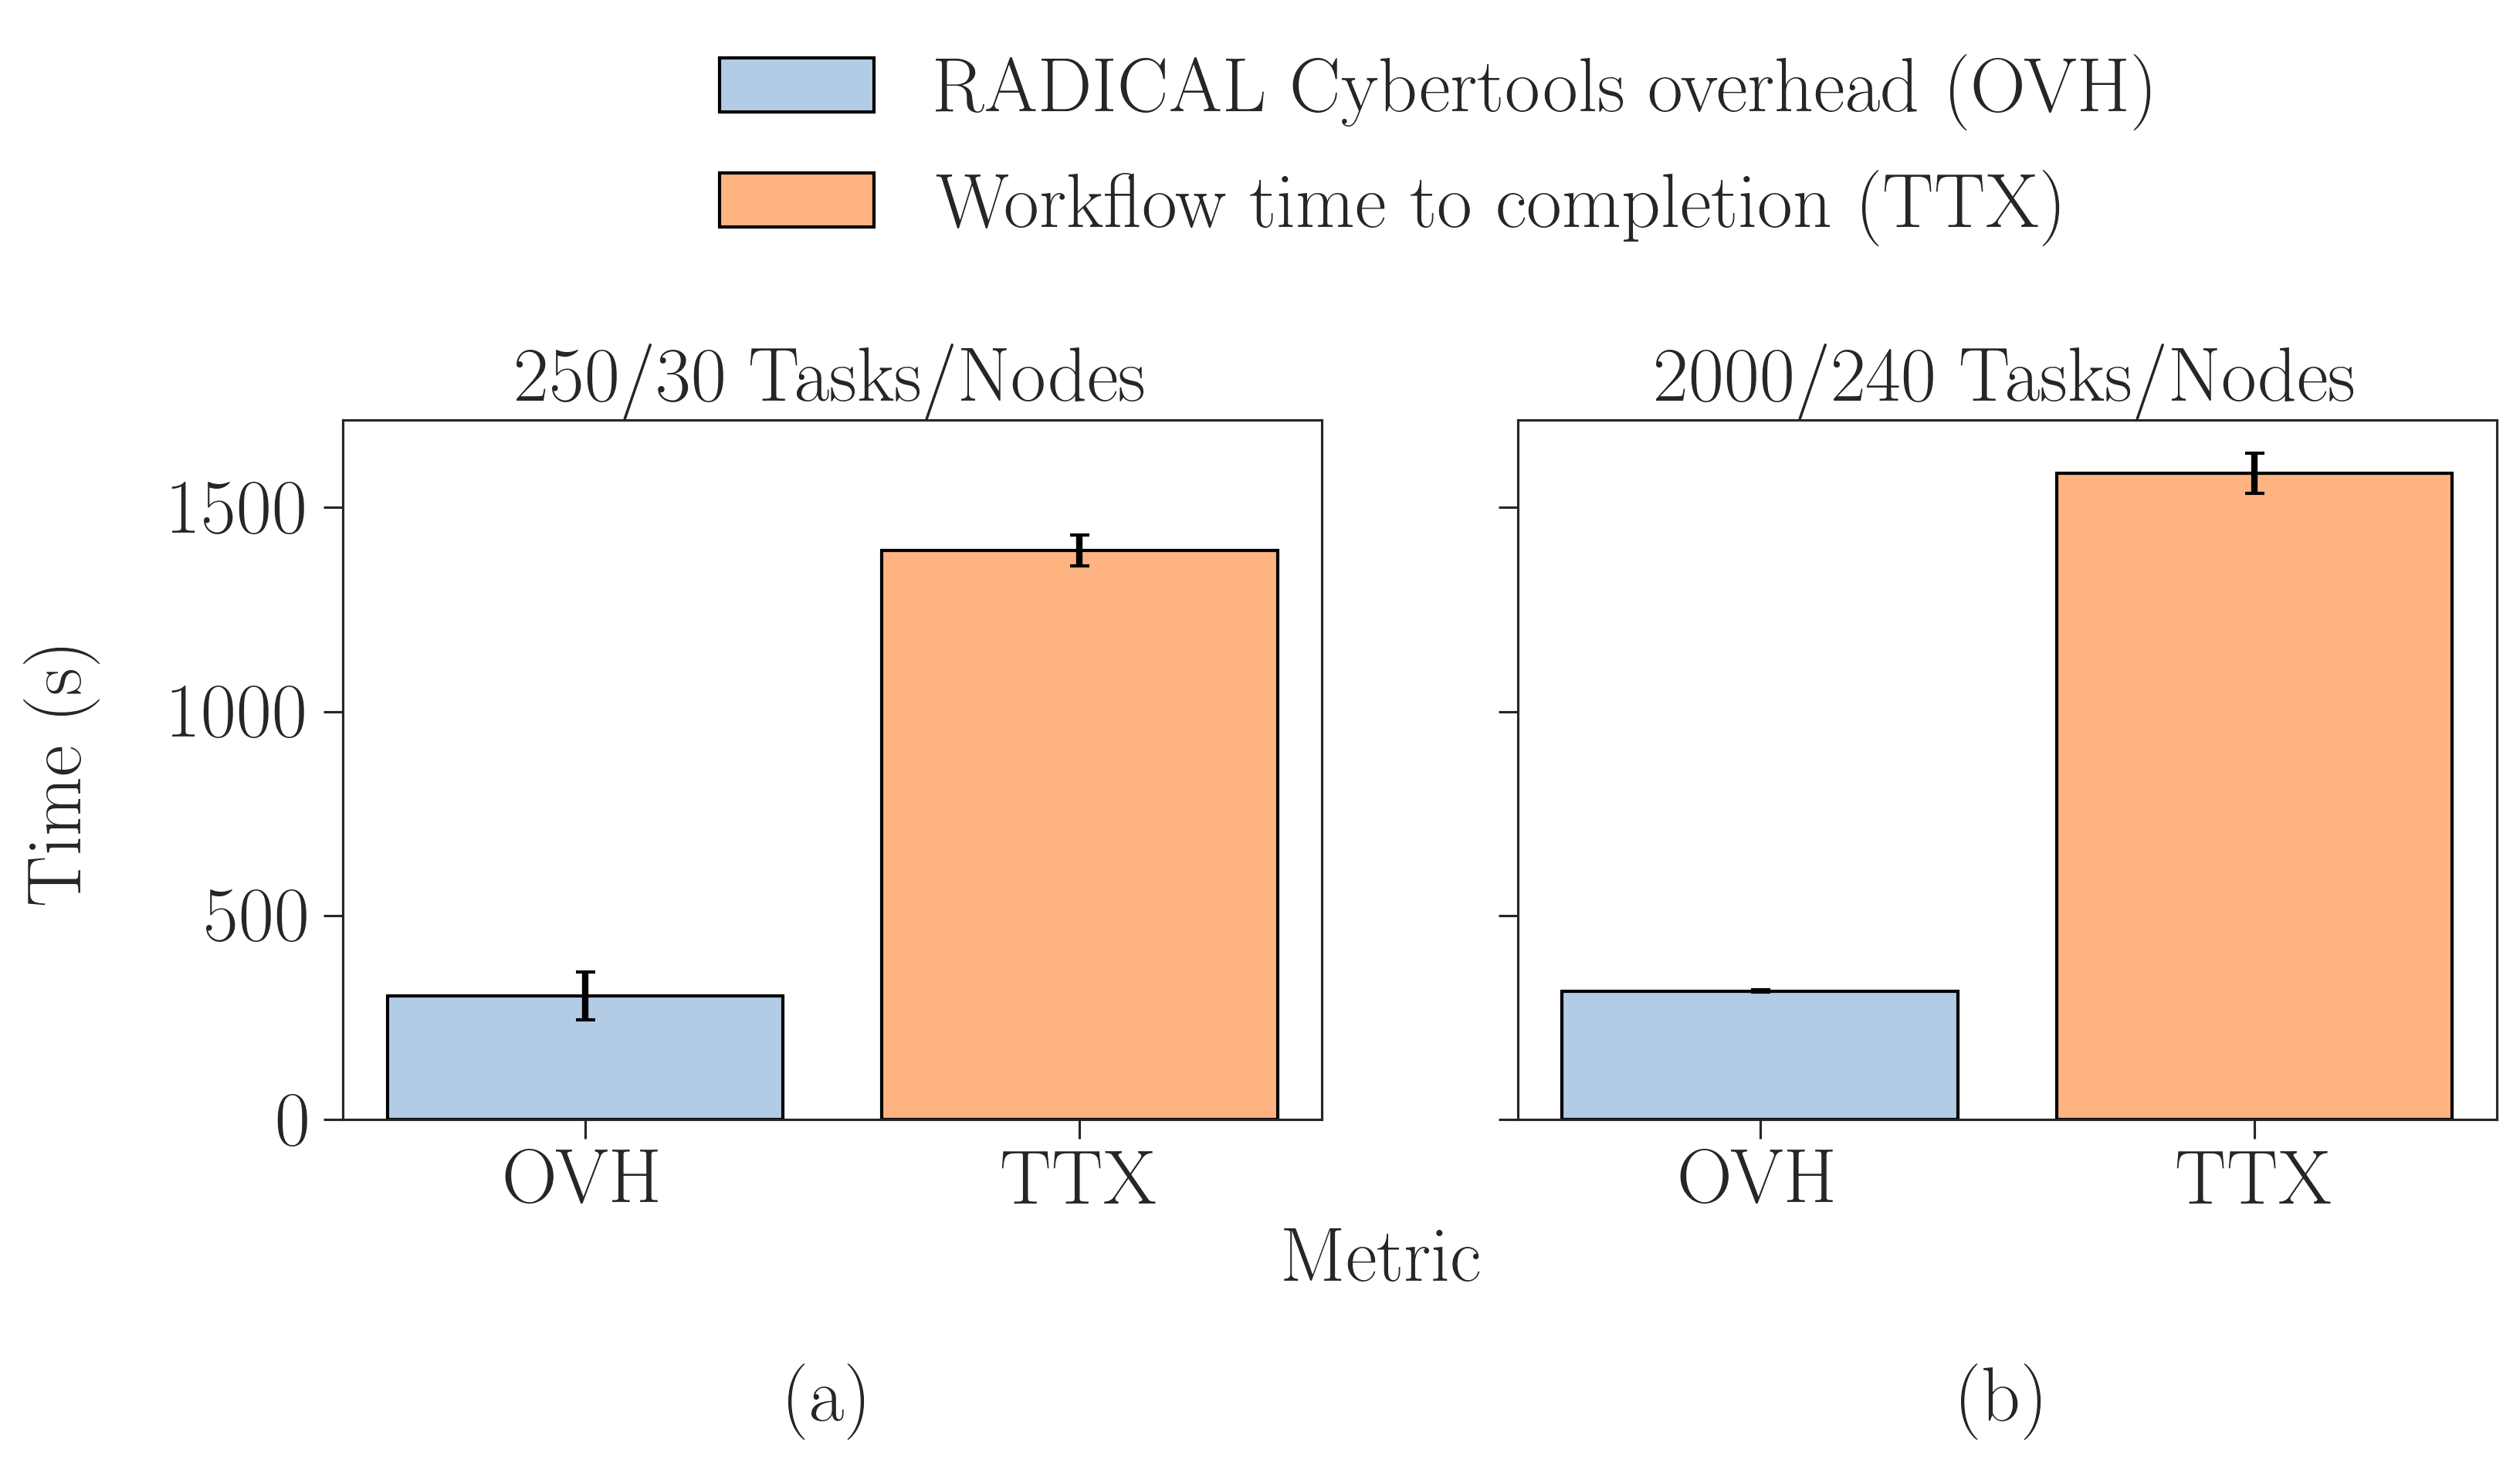 RADICAL Cybertools overhead (OVH)
Workflow time to completion (TTX)
250/30 Tasks/Nodes
2000/240 Tasks/Nodes
1500
1000
500
0
Time (s)
OVH
TTX
OVH
TTX
Metric
(a)
(b)